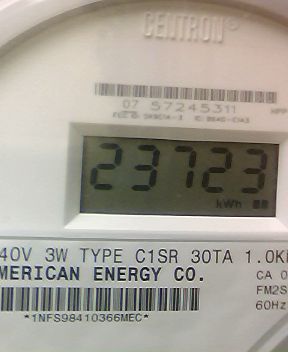 CENTRON
07 57245311
23723
kWh
40V 3W TYPE C1SR 30TA 1.0K
MERICAN ENERGY CO.
CA 0
FM2S
60Hz
*1NFS98410366MEC*